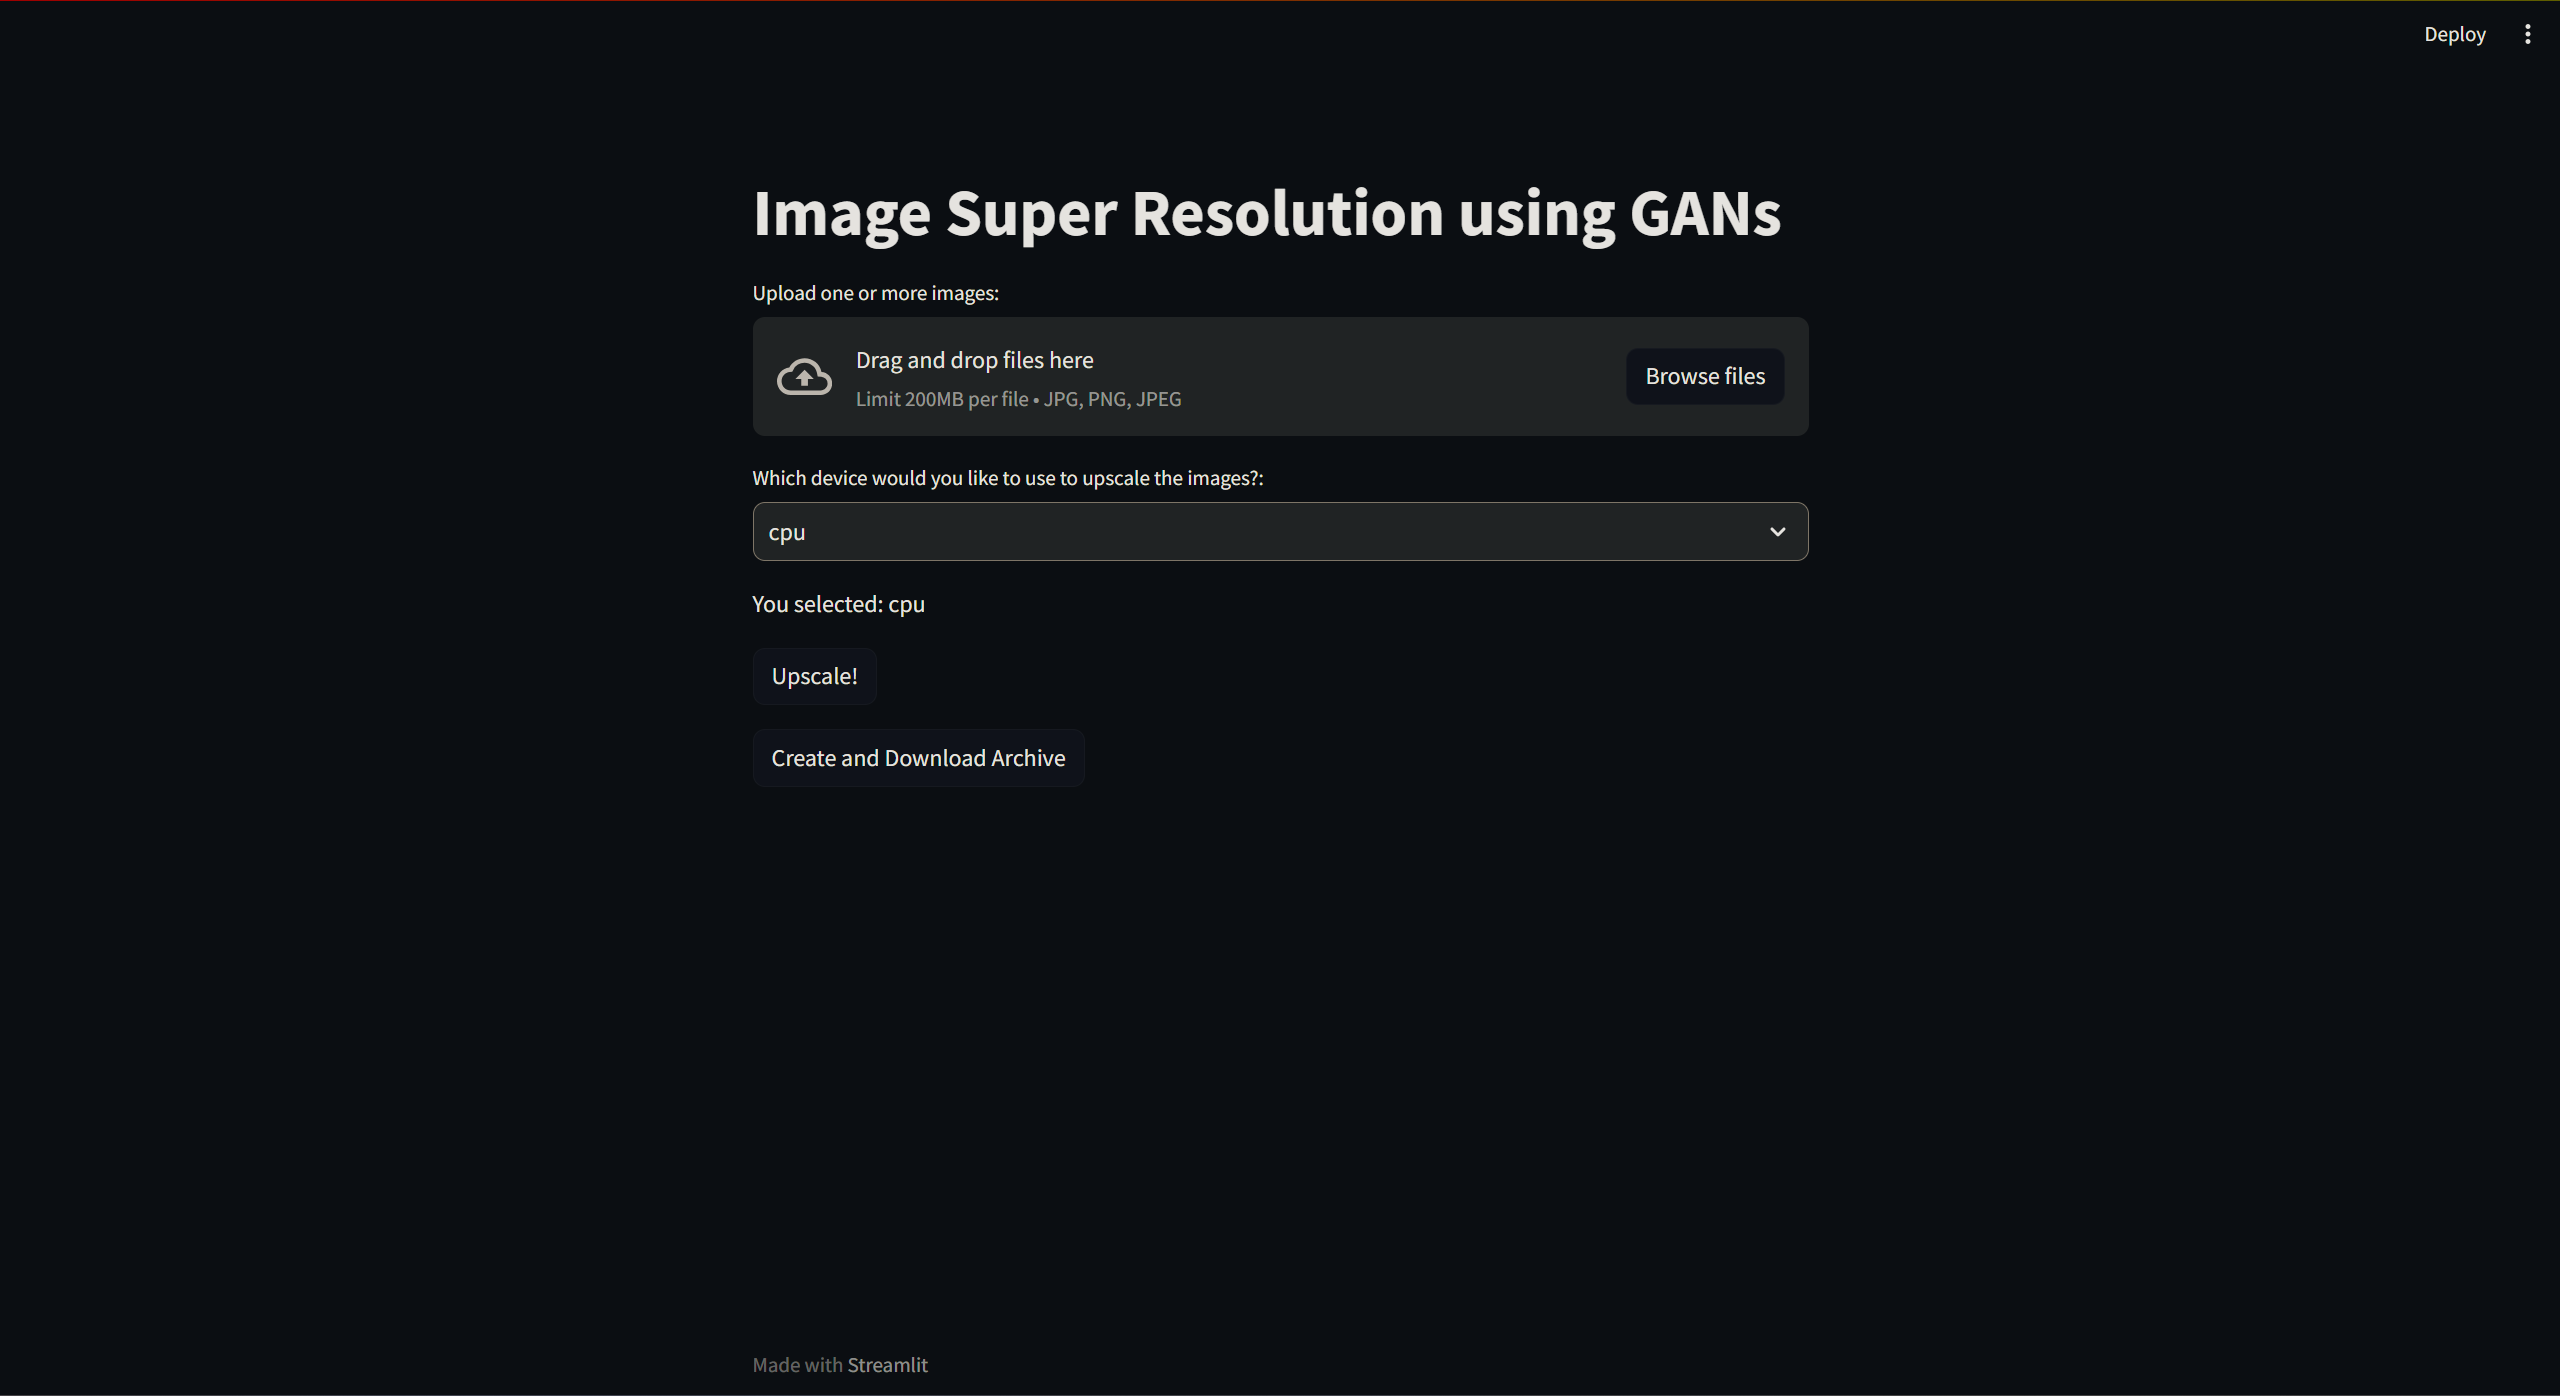 Deploy
Image Super Resolution using GANs
Upload one or more images:
Drag and drop files here
Limit 200MB per file • JPG, PNG, JPEG
Browse files
Which device would you like to use to upscale the images?:
cpu
You selected: cpu
Upscale!
Create and Download Archive
Made with Streamlit